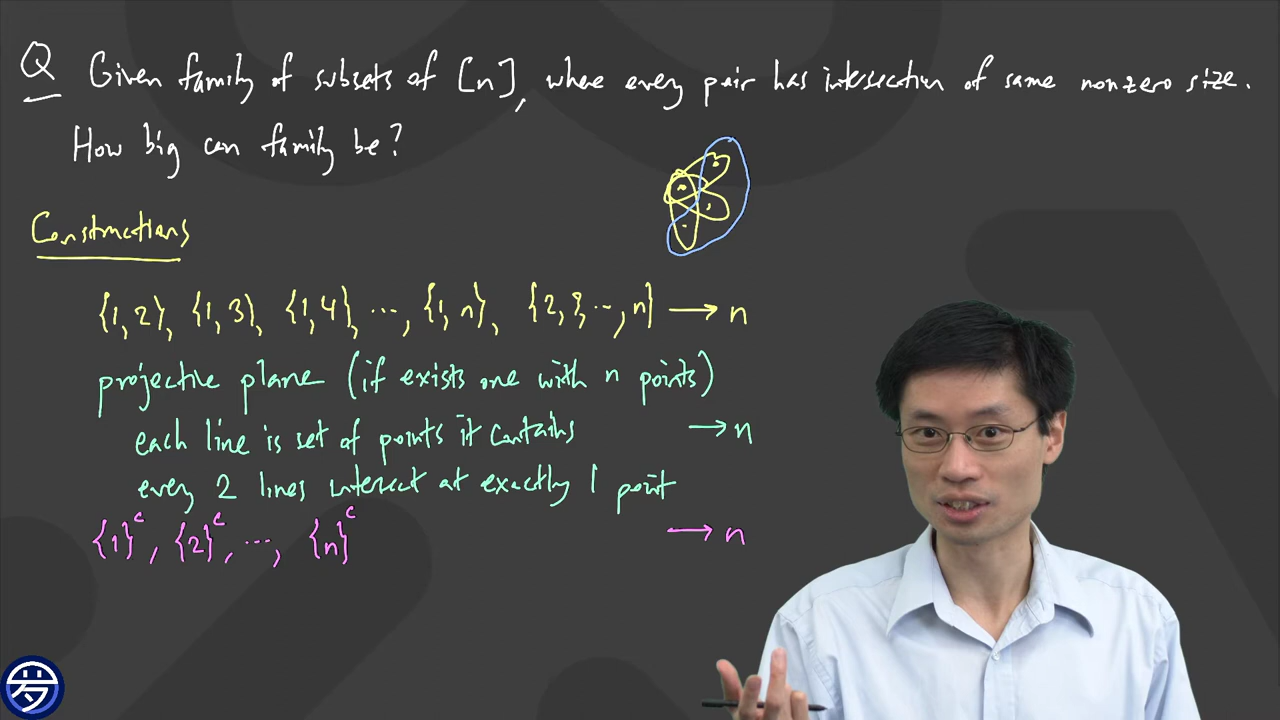 Q Given family of subsets of [n], where every pair has intersection of same nonzero size.
How big can family be?
Constructions
{1,2}, {1,3}, {1,4}, ..., {1,n}, {2,3,...,n} → n
projective plane (if exists one with n points)
each line is set of points it contains → n
every 2 lines intersect at exactly 1 point
{1}ᶜ, {2}ᶜ, ..., {n}ᶜ → n